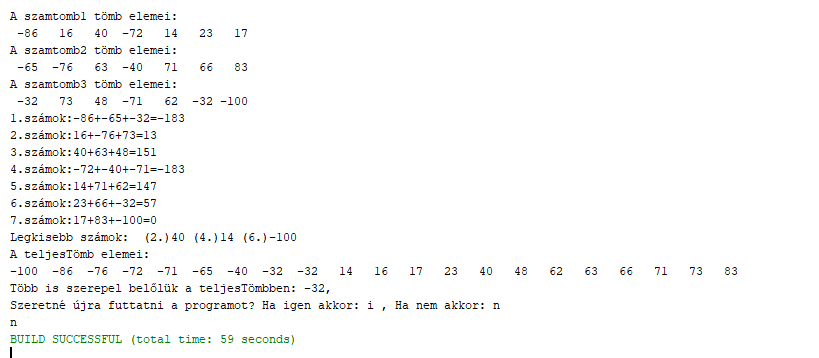 A szamtomb1 tömb elemei:
-86 16 40 -72 14 23 17
A szamtomb2 tömb elemei:
-65 -76 63 -40 71 66 83
A szamtomb3 tömb elemei:
-32 73 48 -71 62 -32 -100
1.számok:-86+-65+-32=-183
2.számok:16+-76+73=13
3.számok:40+63+48=151
4.számok:-72+-40+-71=-183
5.számok:14+71+62=147
6.számok:23+66+-32=57
7.számok:17+83+-100=0
Legkisebb számok: (2.)40 (4.)14 (6.)-100
A teljesTömb elemei:
-100 -86 -76 -72 -71 -65 -40 -32 -32 14 16 17 23 40 48 62 63 66 71 73 83
Több is szerepel belőlük a teljesTömbben: -32,
Szeretné újra futtatni a programot? Ha igen akkor: i , Ha nem akkor: n
n
BUILD SUCCESSFUL (total time: 59 seconds)